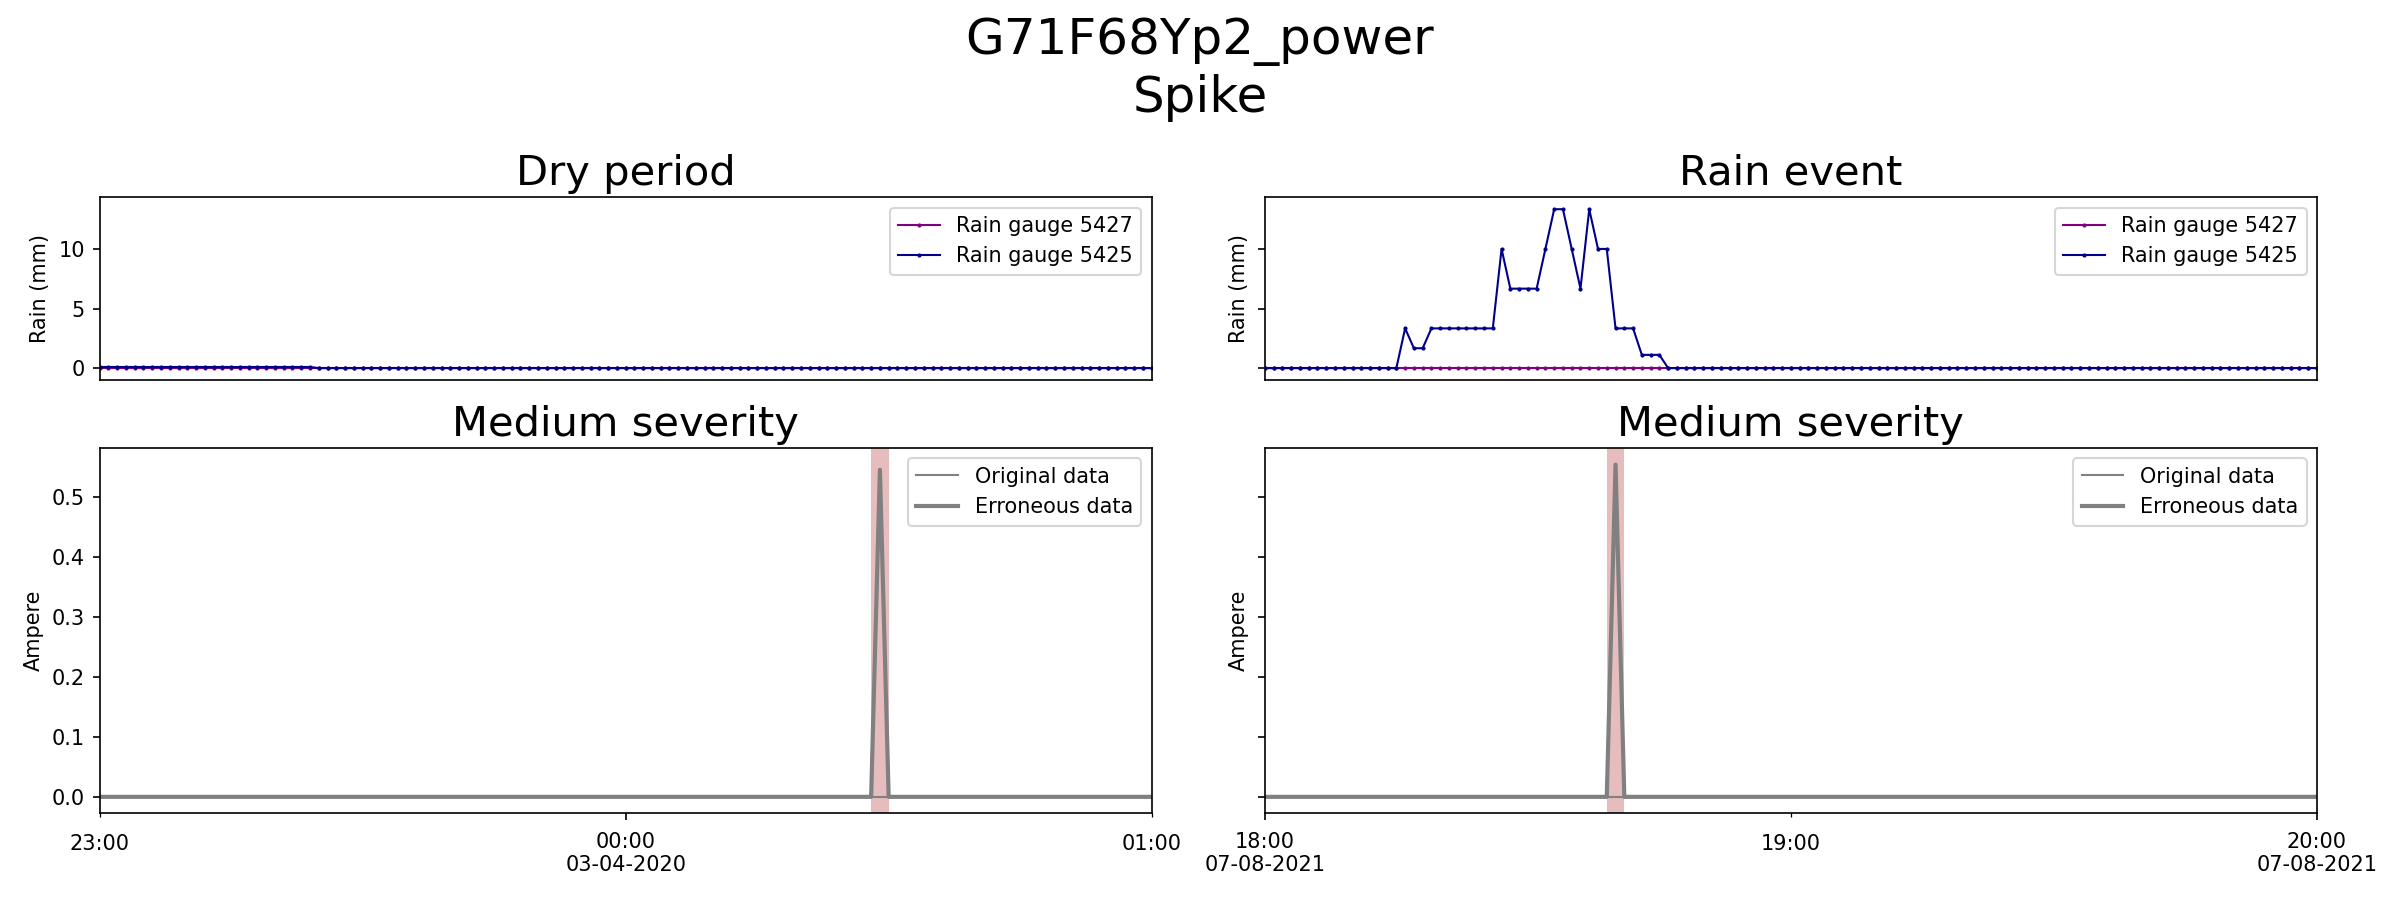 G71F68Yp2_power
Spike
Dry period
Rain event
Rain (mm)
10
5
0
Rain gauge 5427
Rain gauge 5425
Rain (mm)
Rain gauge 5427
Rain gauge 5425
Medium severity
Medium severity
Ampere
0.5
0.4
0.3
0.2
0.1
0.0
Original data
Erroneous data
Ampere
Original data
Erroneous data
23:00
00:00
03-04-2020
01:00
18:00
07-08-2021
19:00
20:00
07-08-2021